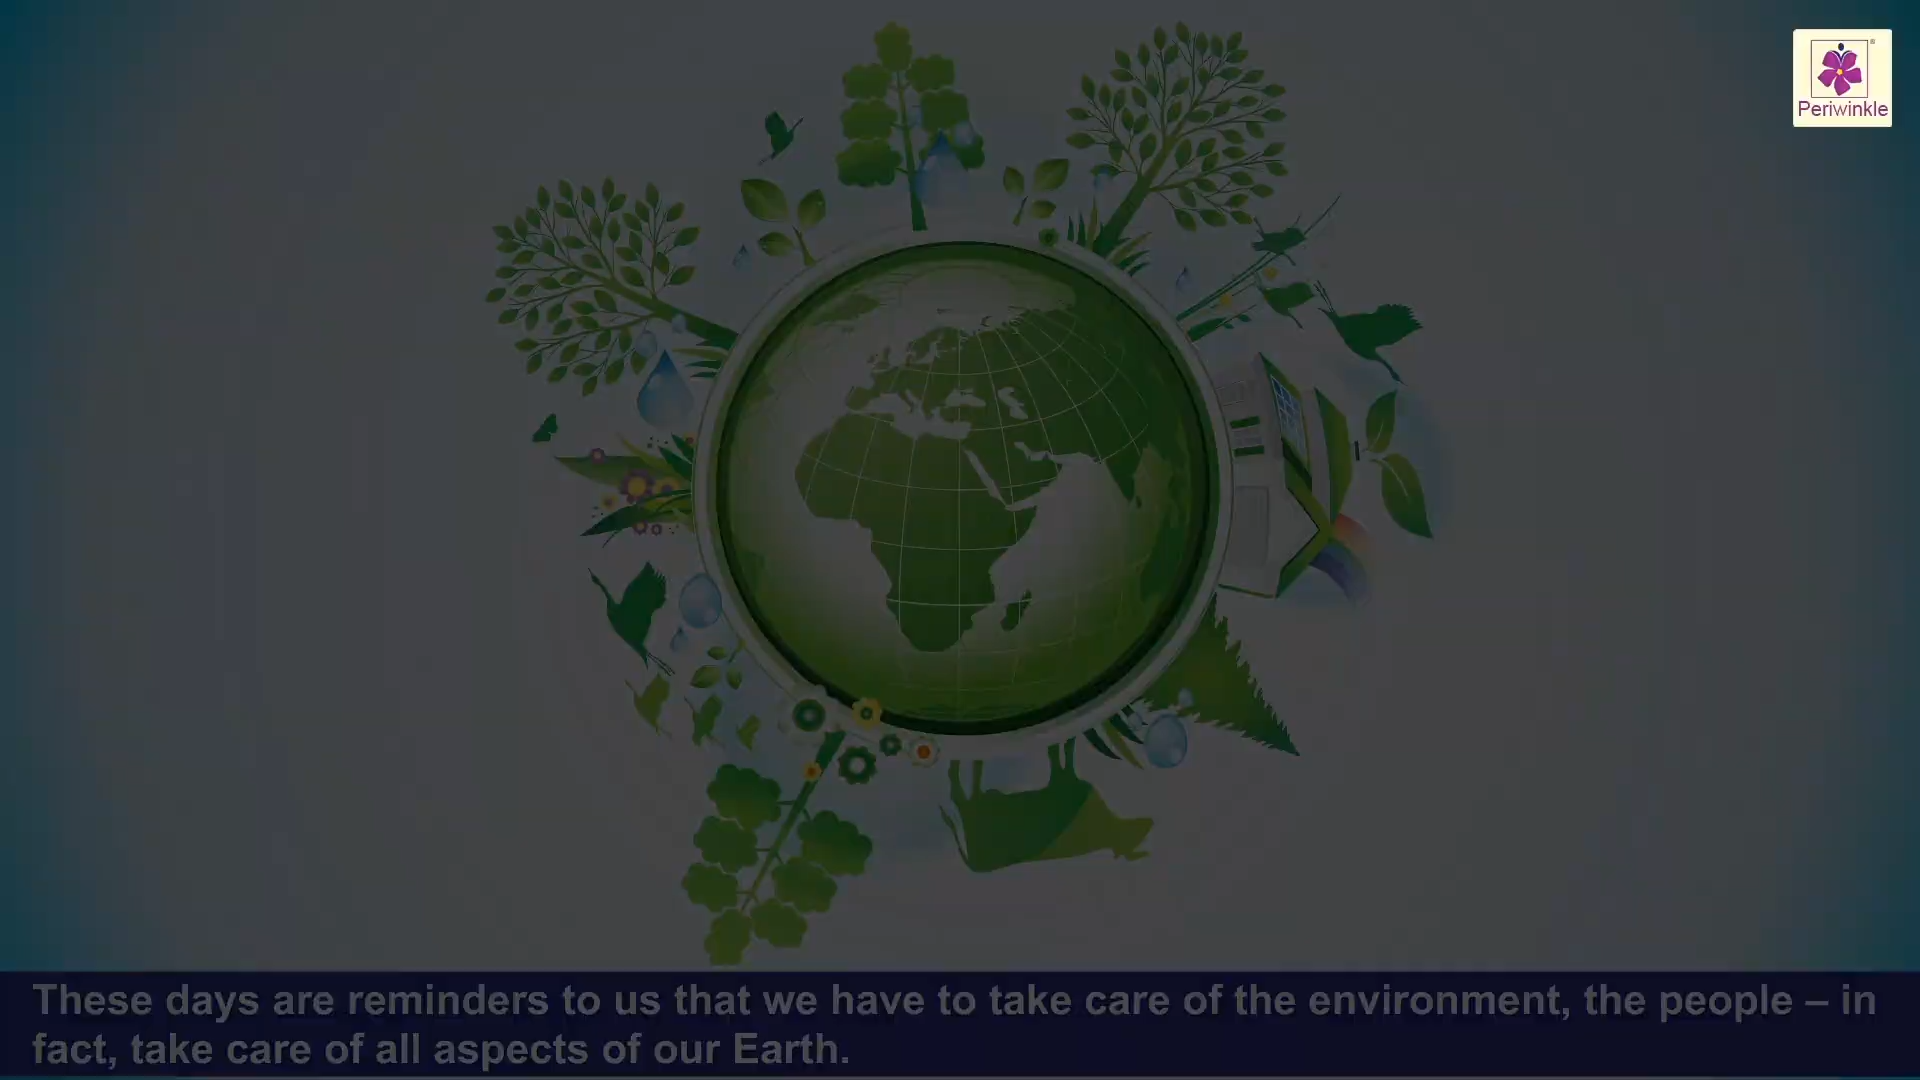 Periwinkle
These days are reminders to us that we have to take care of the environment, the people – in
fact, take care of all aspects of our Earth.